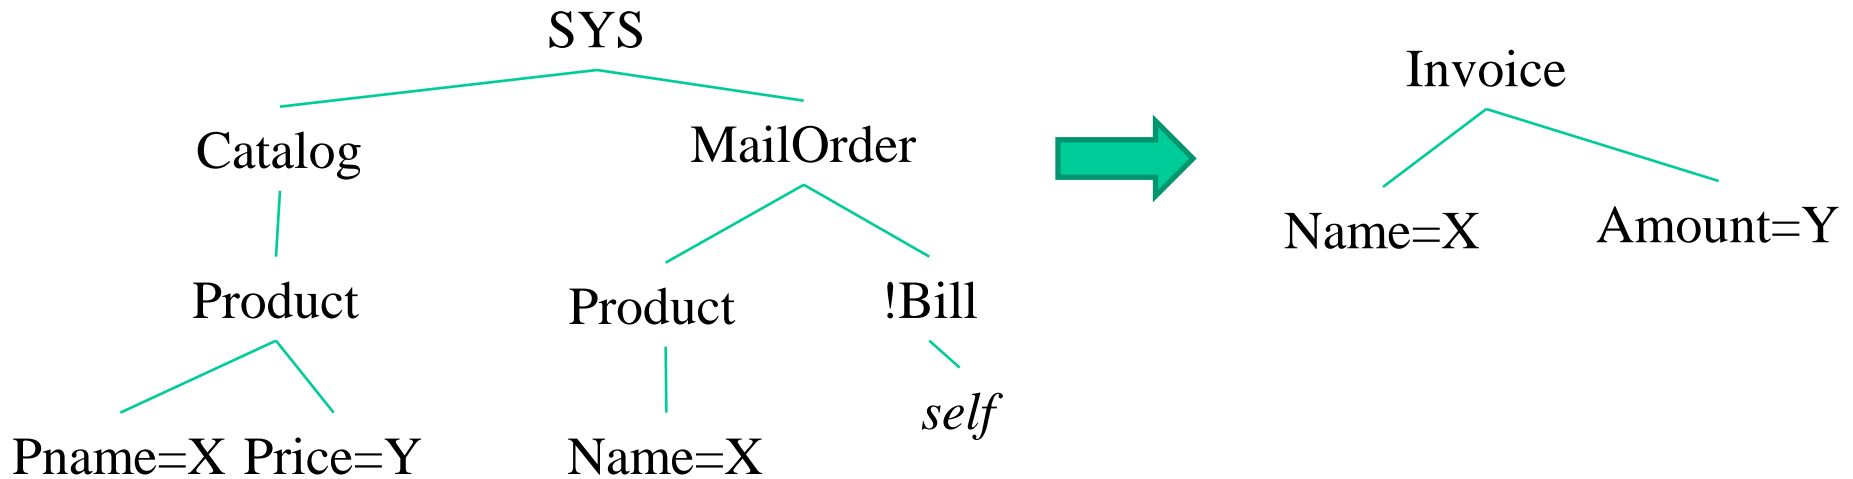 SYS
Catalog
MailOrder
Product
Product
!Bill
self
Pname=X
Price=Y
Name=X
Invoice
Name=X
Amount=Y